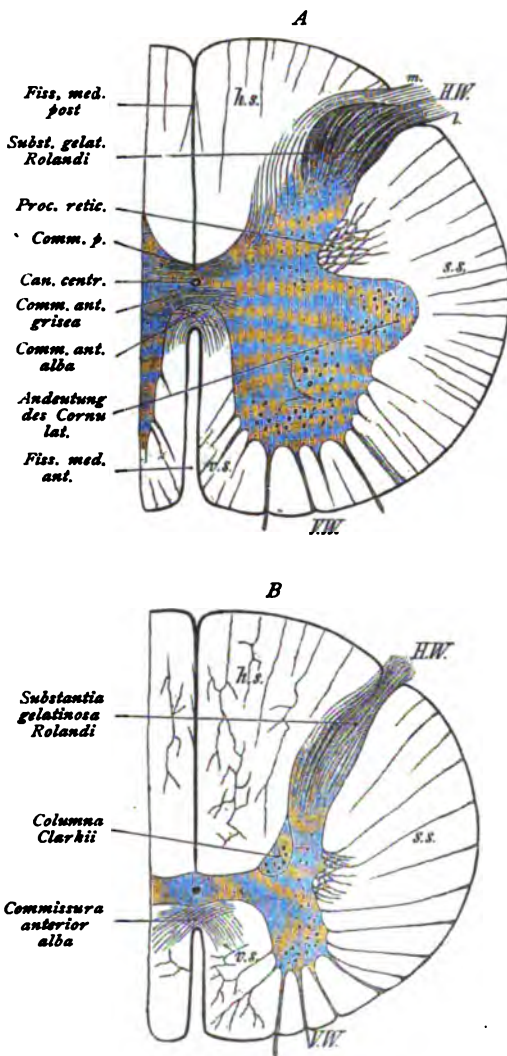 A
Fiss. med.
post
Subst. gelat.
Rolandi
Proc. retic.
Comm. p.
Can. centr.
Comm. ant.
grisea
Comm. ant.
alba
Andeutung
des Cornu
lat.
Fiss. med.
ant.
h.s.
m.
H.W.
l.
s.s.
v.s.
V.W.
B
Substantia
gelatinosa
Rolandi
Columna
Clarkii
Commissura
anterior
alba
h.s.
H.W.
s.s.
v.s.
V.W.